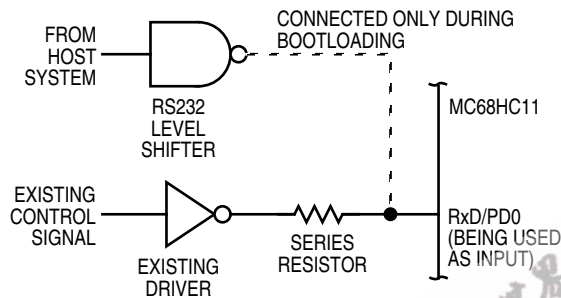 CONNECTED ONLY DURING
BOOTLOADING
FROM
HOST
SYSTEM
RS232
LEVEL
SHIFTER
MC68HC11
EXISTING
CONTROL
SIGNAL
EXISTING
DRIVER
SERIES
RESISTOR
RxD/PD0
(BEING USED
AS INPUT)